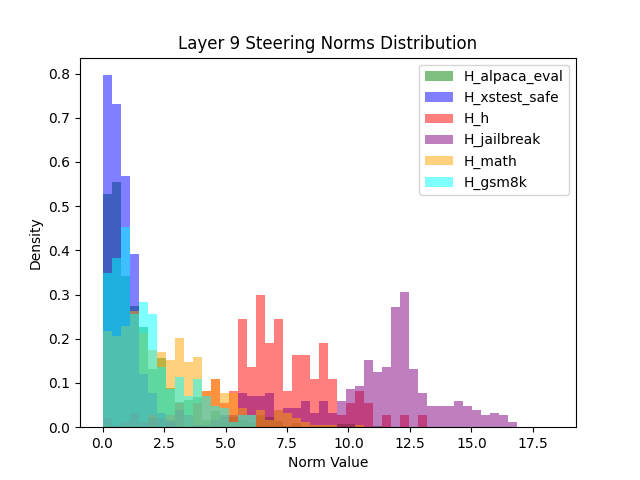 Layer 9 Steering Norms Distribution
H_alpaca_eval
H_xstest_safe
H_h
H_jailbreak
H_math
H_gsm8k
Density
0.8
0.7
0.6
0.5
0.4
0.3
0.2
0.1
0.0
0.0 2.5 5.0 7.5 10.0 12.5 15.0 17.5
Norm Value